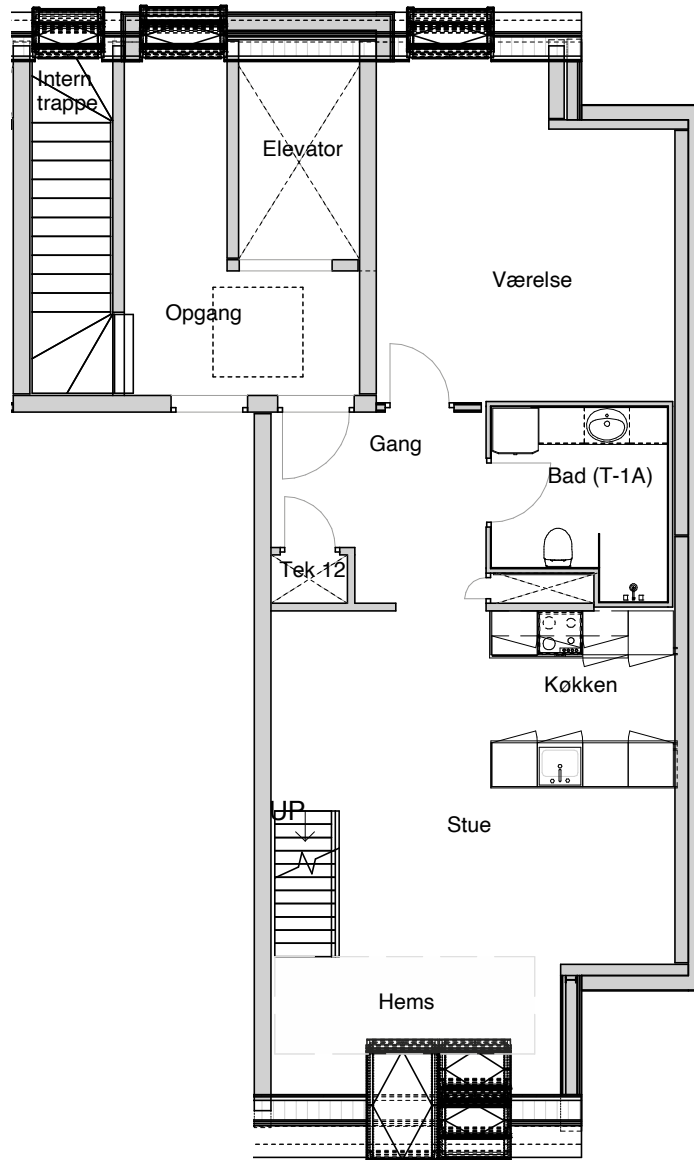 Intern
trappe
Elevator
Værelse
Opgang
Gang
Bad (T-1A)
Tek 12
Køkken
UP
Stue
Hems